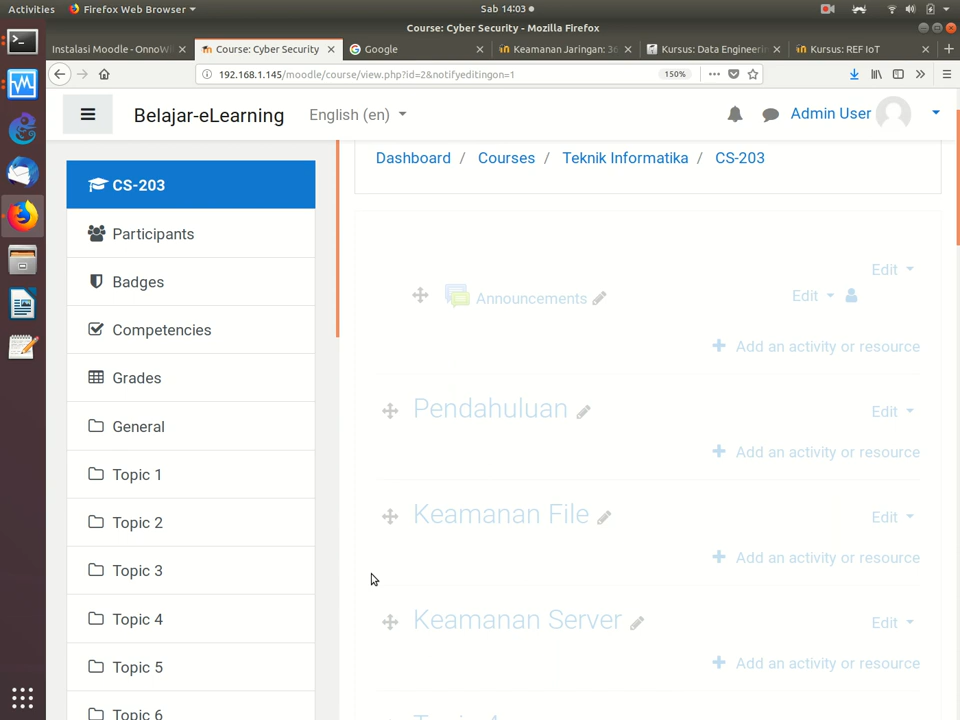 Activities Firefox Web Browser Sab 14:03
Course: Cyber Security - Mozilla Firefox
Instalasi Moodle - OnnoWi Course: Cyber Security Google Keamanan Jaringan: Kursus: Data Engineerin Kursus: REF IoT
192.168.1.145/moodle/course/view.php?id=2&notifyeditingon=1 150%
Belajar-eLearning English (en) Admin User
Dashboard / Courses / Teknik Informatika / CS-203
CS-203
Participants
Badges
Competencies
Grades
General
Topic 1
Topic 2
Topic 3
Topic 4
Topic 5
Topic 6
Edit
Announcements Edit
Add an activity or resource
Pendahuluan Edit
Add an activity or resource
Keamanan File Edit
Add an activity or resource
Keamanan Server Edit
Add an activity or resource
Topic 4